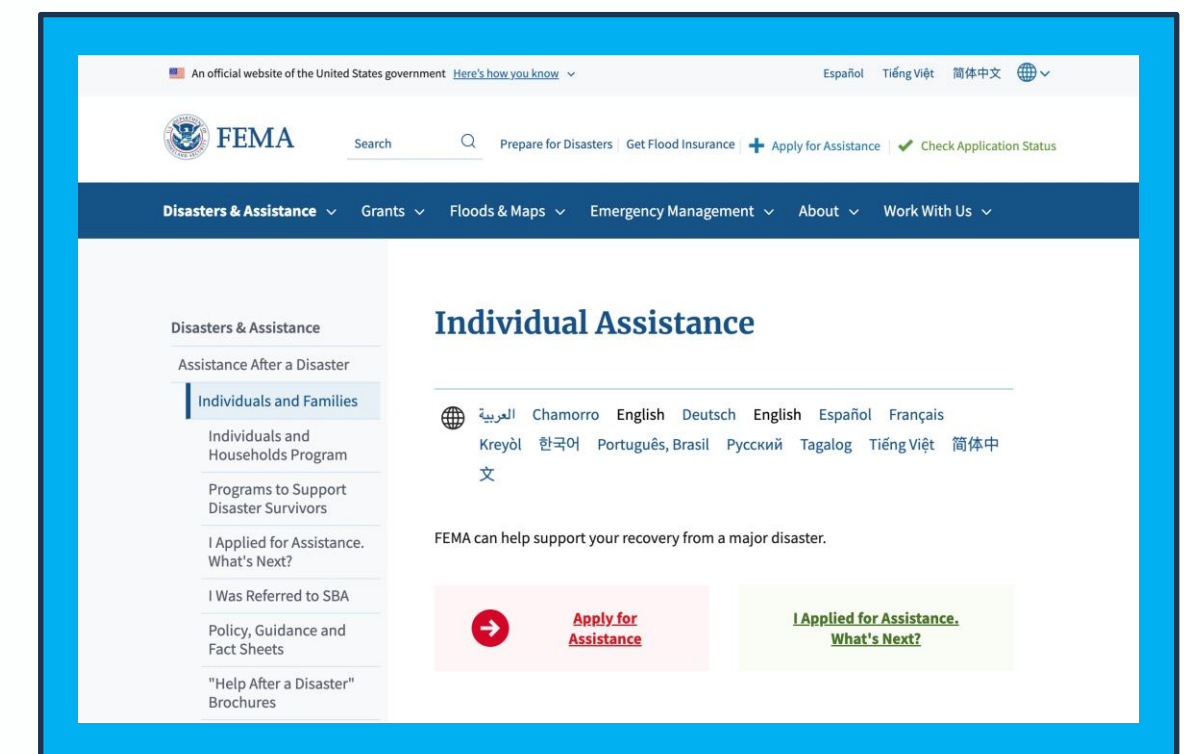 An official website of the United States government Here's how you know
Español Tiếng Việt 简体中文
FEMA
Search
Prepare for Disasters Get Flood Insurance Apply for Assistance Check Application Status
Disasters & Assistance Grants Floods & Maps Emergency Management About Work With Us
Disasters & Assistance
Assistance After a Disaster
Individuals and Families
Individuals and
Households Program
Programs to Support
Disaster Survivors
I Applied for Assistance.
What's Next?
I Was Referred to SBA
Policy, Guidance and
Fact Sheets
"Help After a Disaster"
Brochures
Individual Assistance
العربية Chamorro English Deutsch English Español Français
Kreyòl 한국어 Português, Brasil Русский Tagalog Tiếng Việt 简体中
文
FEMA can help support your recovery from a major disaster.
Apply for
Assistance
I Applied for Assistance.
What's Next?